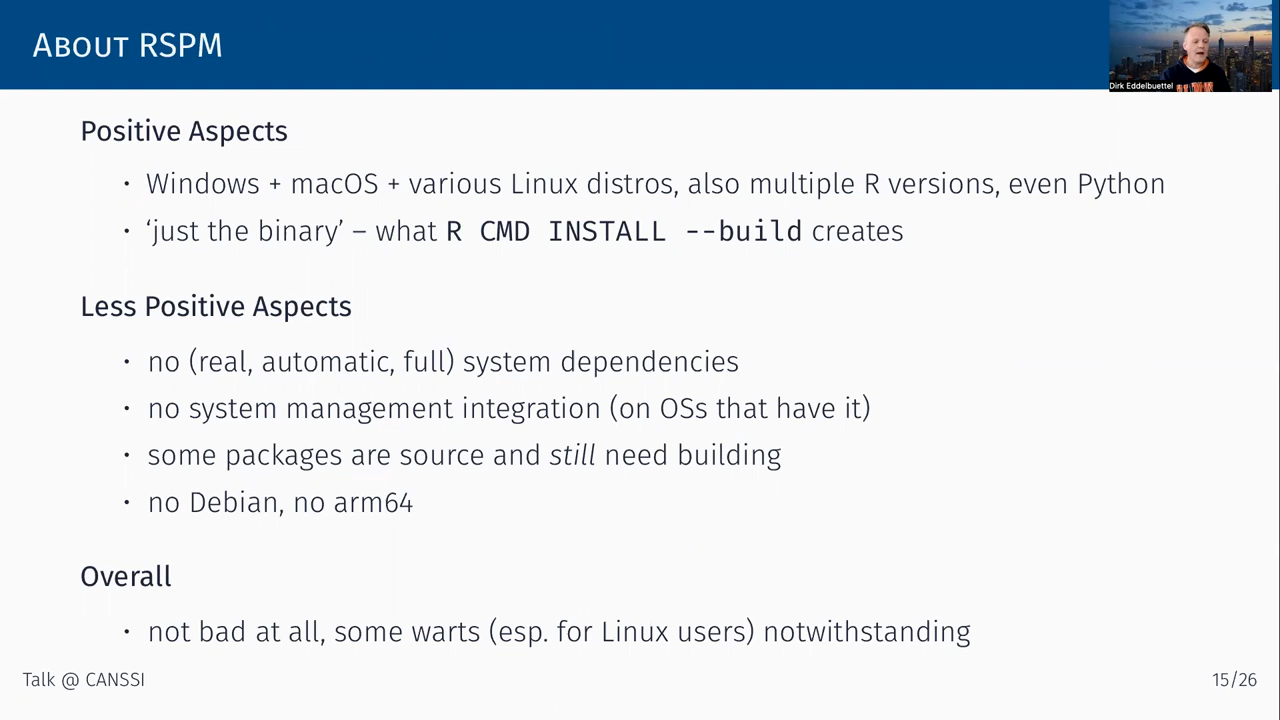 About RSPM
Dirk Eddelbuettel
Positive Aspects
• Windows + macOS + various Linux distros, also multiple R versions, even Python
• ‘just the binary’ – what R CMD INSTALL --build creates
Less Positive Aspects
• no (real, automatic, full) system dependencies
• no system management integration (on OSs that have it)
• some packages are source and still need building
• no Debian, no arm64
Overall
• not bad at all, some warts (esp. for Linux users) notwithstanding
Talk @ CANSSI
15/26